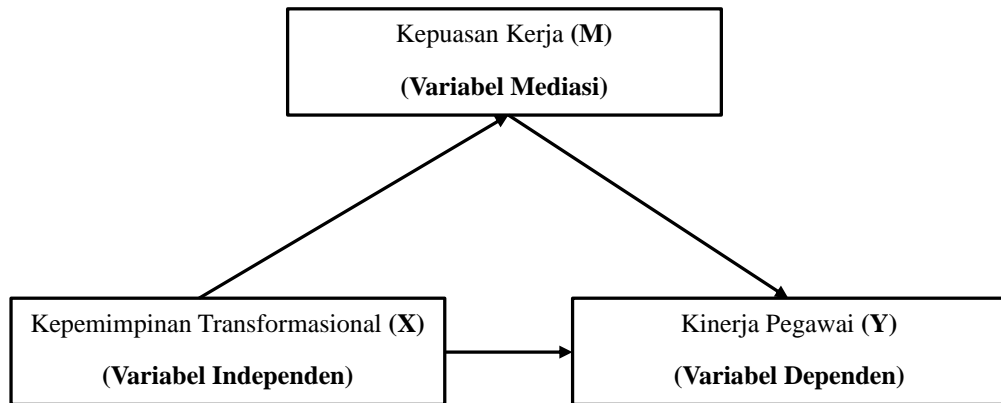 Kepuasan Kerja (M)
(Variabel Mediasi)
Kepemimpinan Transformasional (X)
(Variabel Independen)
Kinerja Pegawai (Y)
(Variabel Dependen)